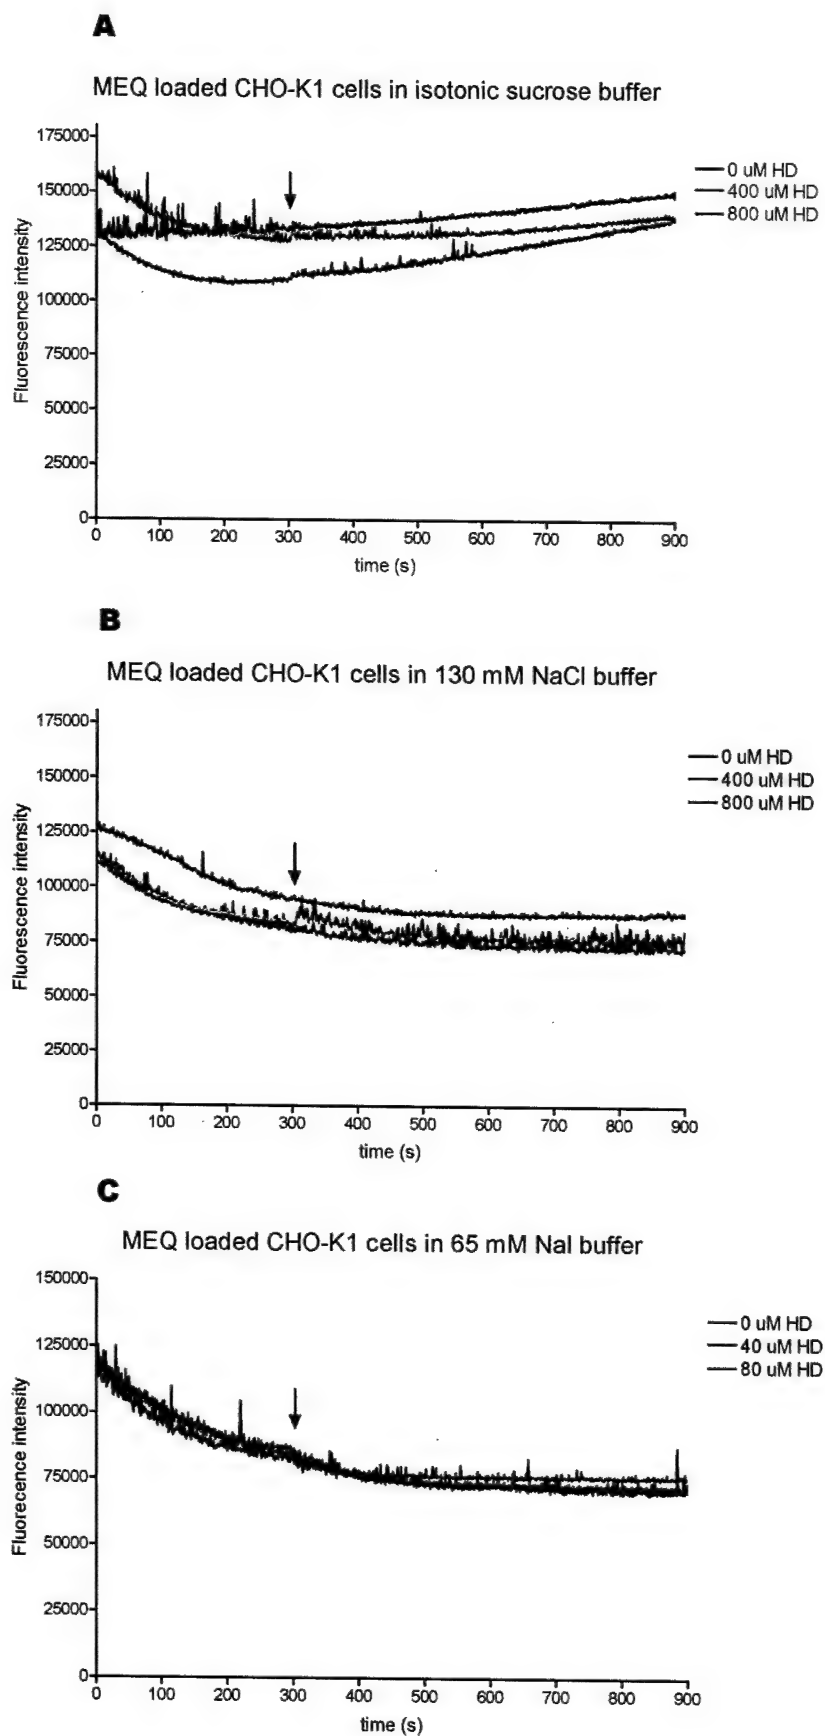 A
MEQ loaded CHO-K1 cells in isotonic sucrose buffer
175000
150000
125000
100000
75000
50000
25000
0
Fluorescence intensity
0 100 200 300 400 500 600 700 800 900
time (s)
0 uM HD
400 uM HD
800 uM HD
B
MEQ loaded CHO-K1 cells in 130 mM NaCl buffer
175000
150000
125000
100000
75000
50000
25000
0
Fluorescence intensity
0 100 200 300 400 500 600 700 800 900
time (s)
0 uM HD
400 uM HD
800 uM HD
C
MEQ loaded CHO-K1 cells in 65 mM NaI buffer
150000
125000
100000
75000
50000
25000
0
Fluorecence intensity
0 100 200 300 400 500 600 700 800 900
time (s)
0 uM HD
40 uM HD
80 uM HD